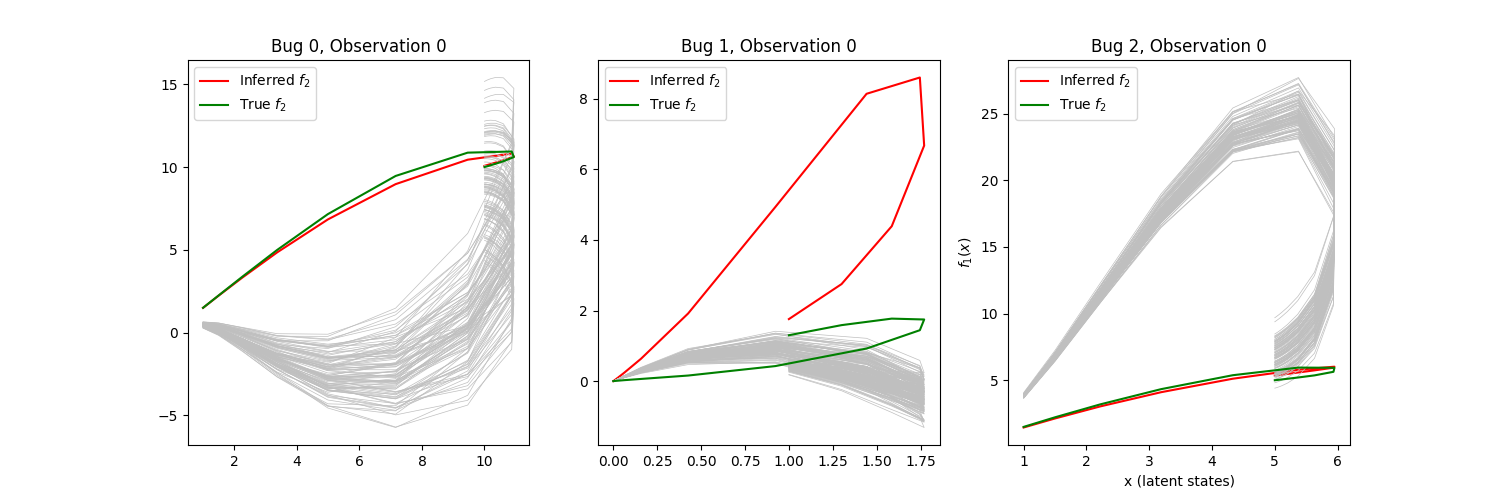 Bug 0, Observation 0
Inferred f₂
True f₂
15
10
5
0
−5
2 4 6 8 10
Bug 1, Observation 0
Inferred f₂
True f₂
8
6
4
2
0
0.00 0.25 0.50 0.75 1.00 1.25 1.50 1.75
Bug 2, Observation 0
Inferred f₂
True f₂
f₁(x)
25
20
15
10
5
1 2 3 4 5 6
x (latent states)